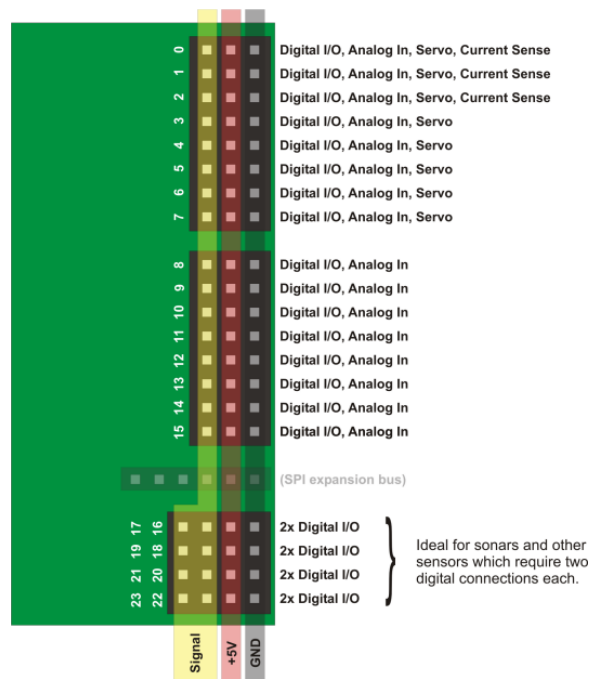 0 Digital I/O, Analog In, Servo, Current Sense
1 Digital I/O, Analog In, Servo, Current Sense
2 Digital I/O, Analog In, Servo, Current Sense
3 Digital I/O, Analog In, Servo
4 Digital I/O, Analog In, Servo
5 Digital I/O, Analog In, Servo
6 Digital I/O, Analog In, Servo
7 Digital I/O, Analog In, Servo
8 Digital I/O, Analog In
9 Digital I/O, Analog In
10 Digital I/O, Analog In
11 Digital I/O, Analog In
12 Digital I/O, Analog In
13 Digital I/O, Analog In
14 Digital I/O, Analog In
15 Digital I/O, Analog In
(SPI expansion bus)
17 16 2x Digital I/O
19 18 2x Digital I/O
21 20 2x Digital I/O
23 22 2x Digital I/O
Ideal for sonars and other
sensors which require two
digital connections each.
Signal
+5V
GND